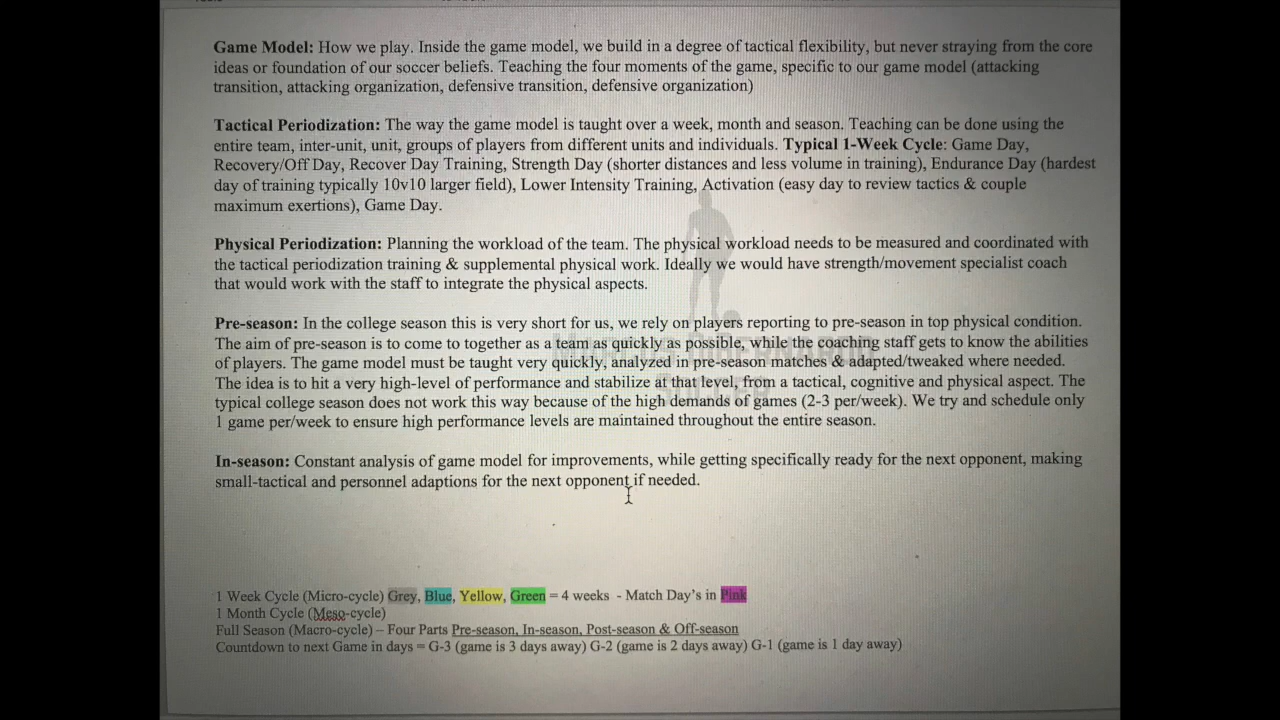 Game Model: How we play. Inside the game model, we build in a degree of tactical flexibility, but never straying from the core
ideas or foundation of our soccer beliefs. Teaching the four moments of the game, specific to our game model (attacking
transition, attacking organization, defensive transition, defensive organization)
Tactical Periodization: The way the game model is taught over a week, month and season. Teaching can be done using the
entire team, inter-unit, unit, groups of players from different units and individuals. Typical 1-Week Cycle: Game Day,
Recovery/Off Day, Recover Day Training, Strength Day (shorter distances and less volume in training), Endurance Day (hardest
day of training typically 10v10 larger field), Lower Intensity Training, Activation (easy day to review tactics & couple
maximum exertions), Game Day.
Physical Periodization: Planning the workload of the team. The physical workload needs to be measured and coordinated with
the tactical periodization training & supplemental physical work. Ideally we would have strength/movement specialist coach
that would work with the staff to integrate the physical aspects.
Pre-season: In the college season this is very short for us, we rely on players reporting to pre-season in top physical condition.
The aim of pre-season is to come to together as a team as quickly as possible, while the coaching staff gets to know the abilities
of players. The game model must be taught very quickly, analyzed in pre-season matches & adapted/tweaked where needed.
The idea is to hit a very high-level of performance and stabilize at that level, from a tactical, cognitive and physical aspect. The
typical college season does not work this way because of the high demands of games (2-3 per/week). We try and schedule only
1 game per/week to ensure high performance levels are maintained throughout the entire season.
In-season: Constant analysis of game model for improvements, while getting specifically ready for the next opponent, making
small-tactical and personnel adaptions for the next opponent if needed.
1 Week Cycle (Micro-cycle) Grey, Blue, Yellow, Green = 4 weeks - Match Day's in Pink
1 Month Cycle (Meso-cycle)
Full Season (Macro-cycle) – Four Parts Pre-season, In-season, Post-season & Off-season
Countdown to next Game in days = G-3 (game is 3 days away) G-2 (game is 2 days away) G-1 (game is 1 day away)